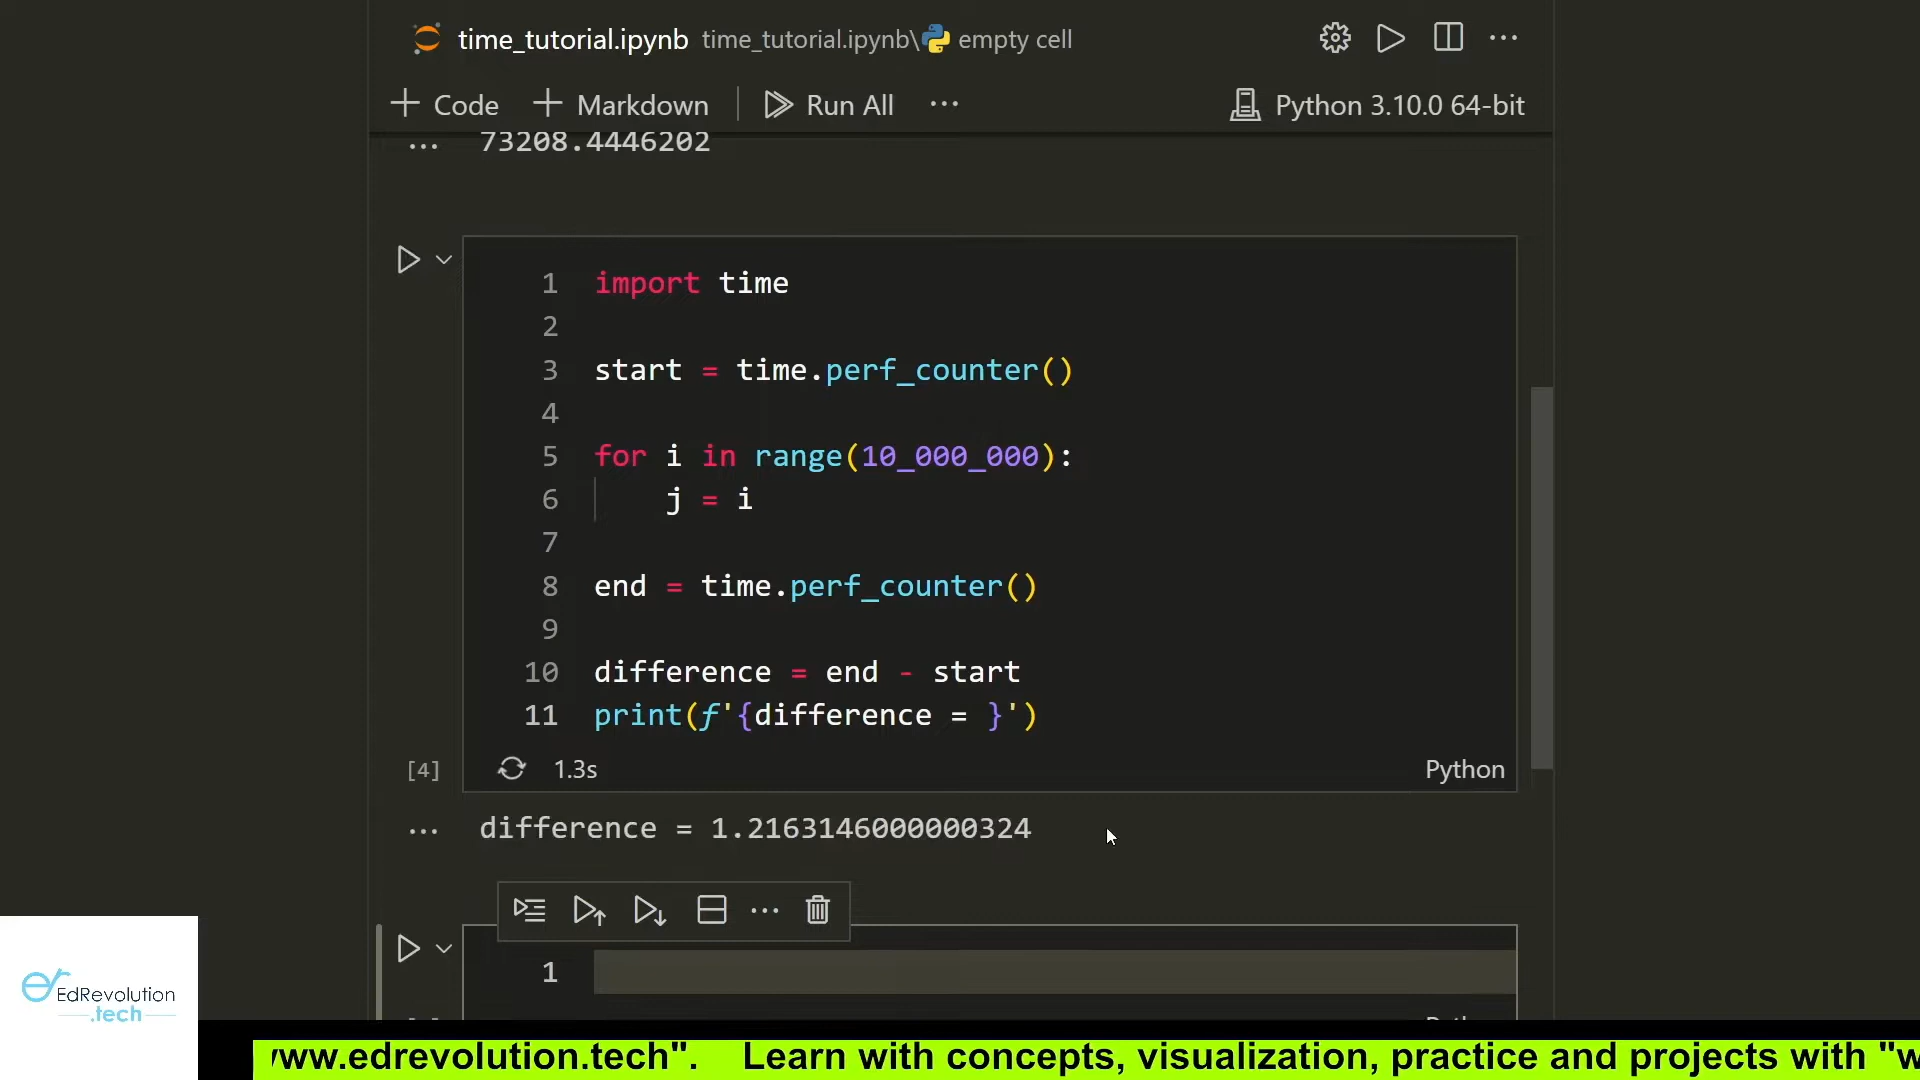 time_tutorial.ipynb time_tutorial.ipynb\ empty cell
+ Code + Markdown Run All ... Python 3.10.0 64-bit
... 73208.4446202
1 import time
2
3 start = time.perf_counter()
4
5 for i in range(10_000_000):
6 j = i
7
8 end = time.perf_counter()
9
10 difference = end - start
11 print(f'{difference = }')
[4] 1.3s Python
... difference = 1.2163146000000324
1
EdRevolution
.tech
www.edrevolution.tech". Learn with concepts, visualization, practice and projects with "w